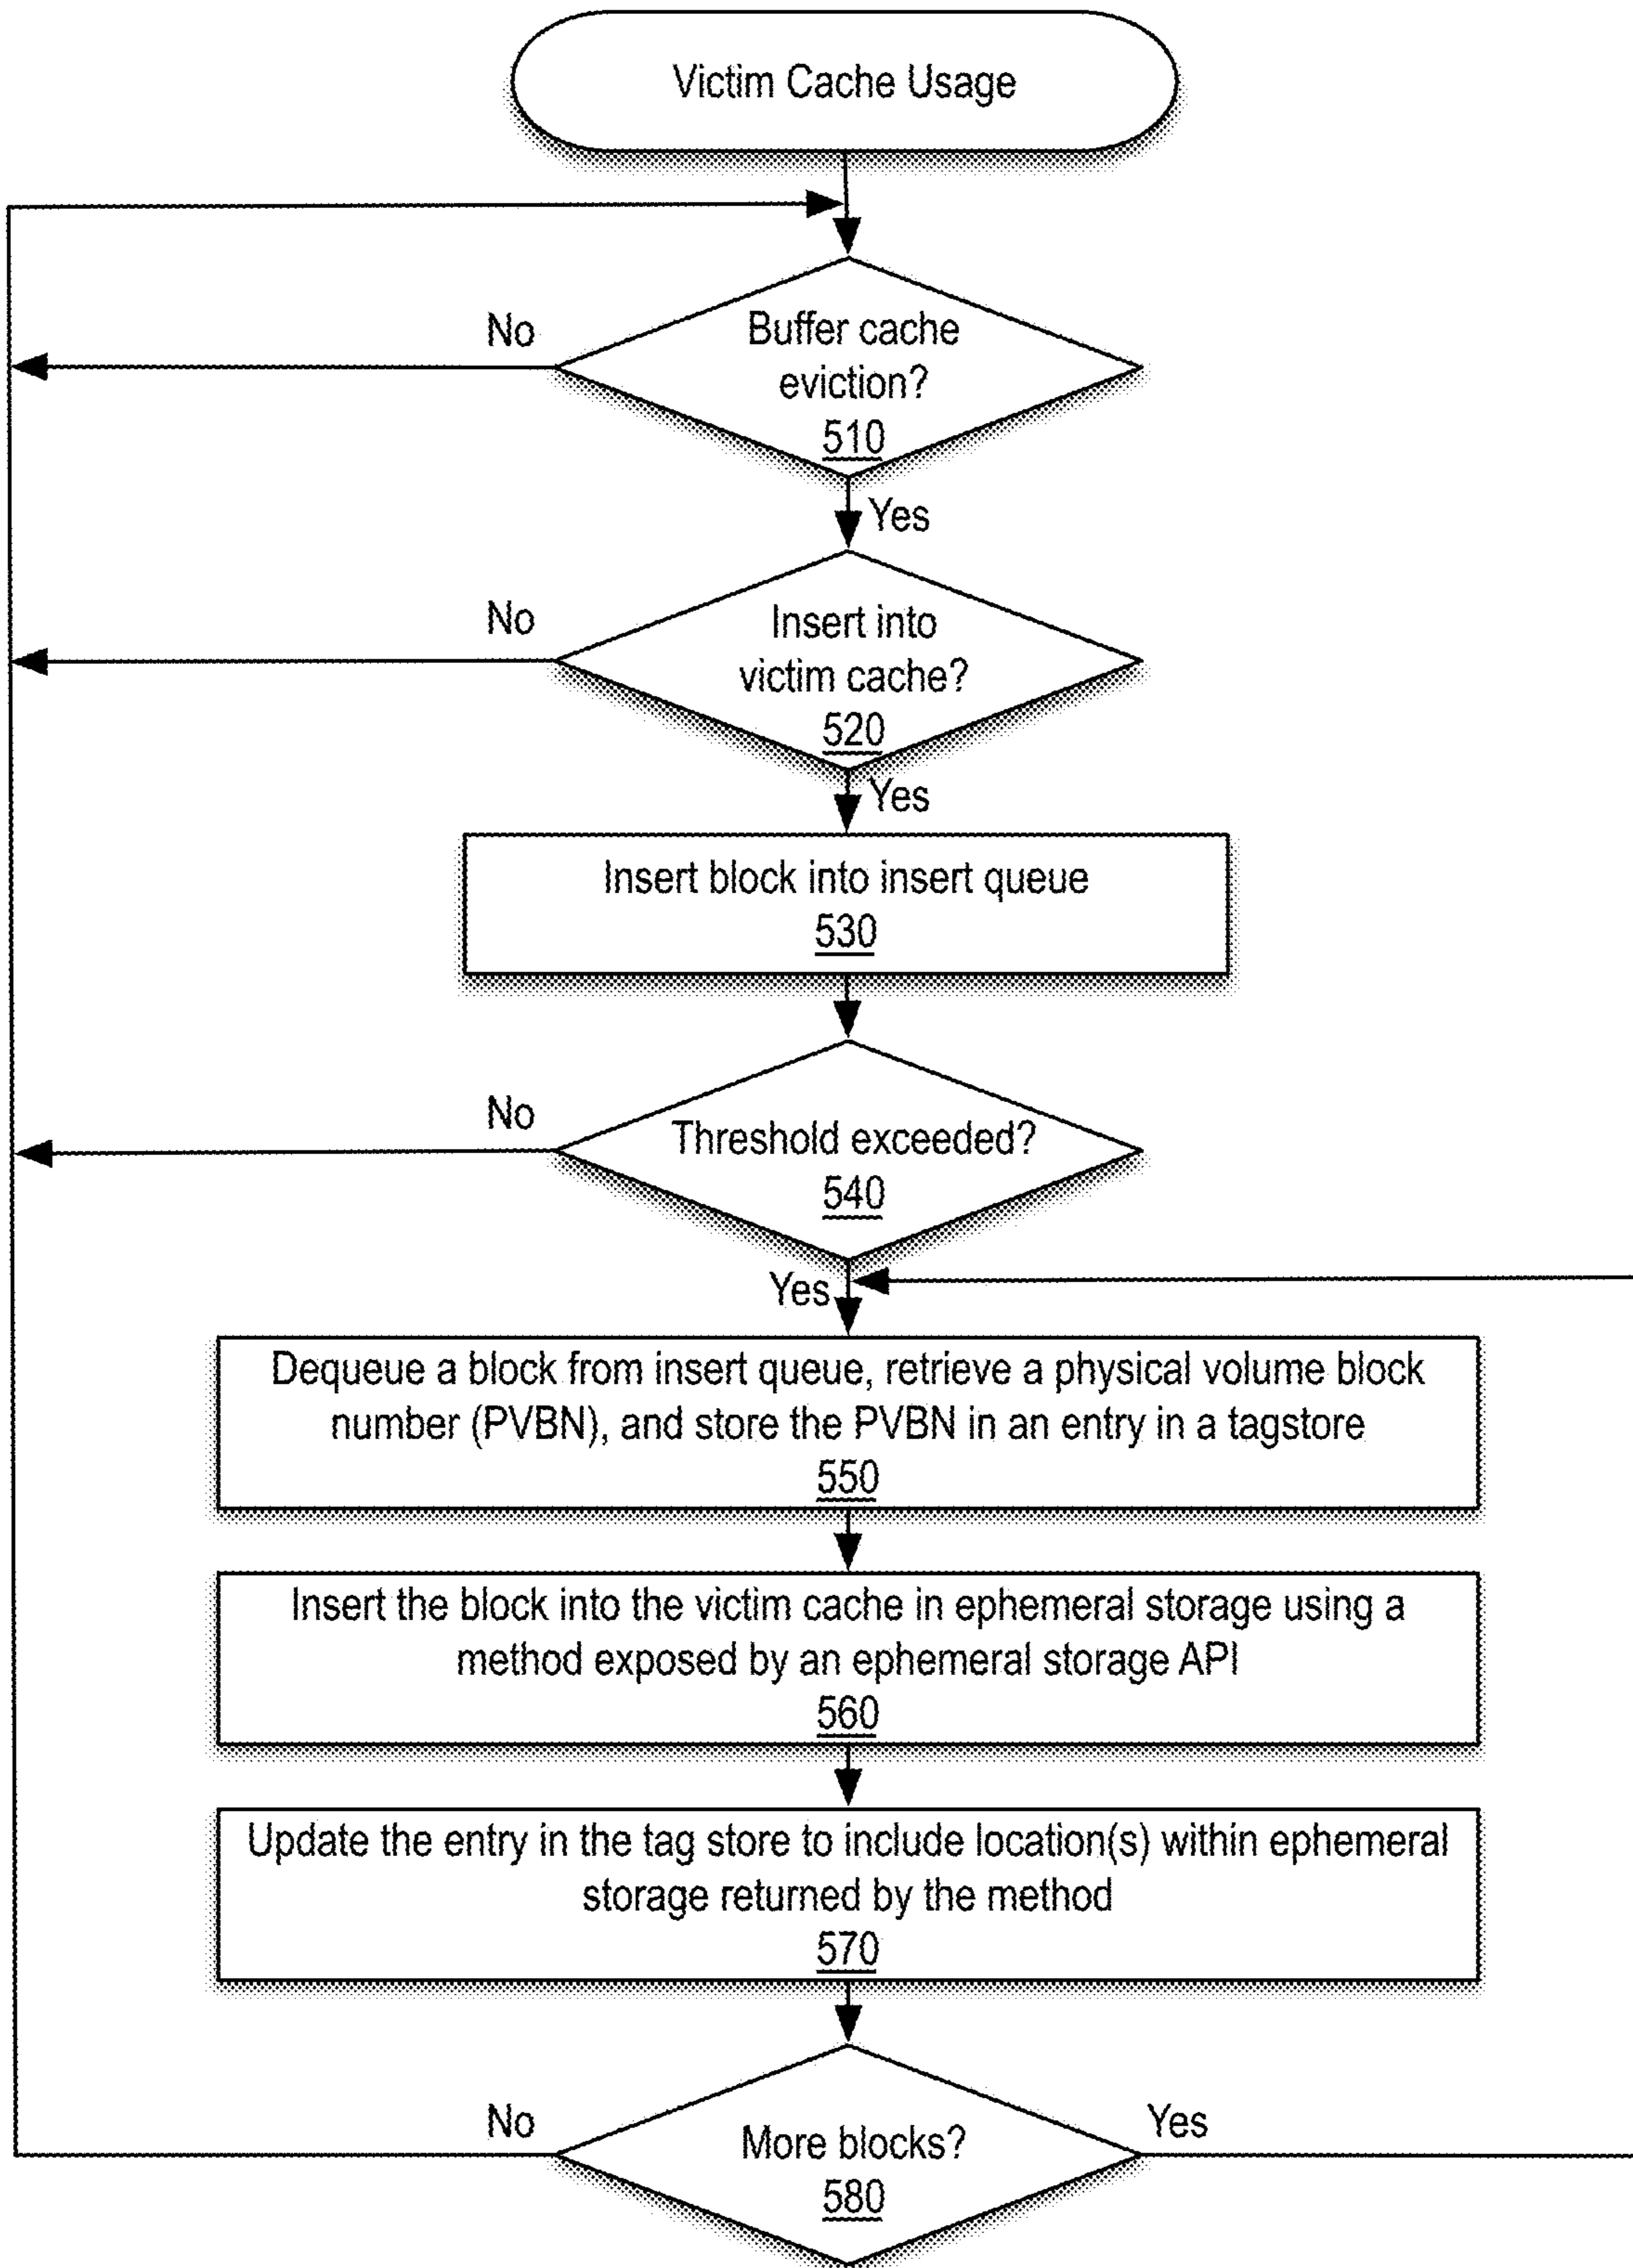 Victim Cache Usage
No
Buffer cache
eviction?
510
Yes
No
Insert into
victim cache?
520
Yes
Insert block into insert queue
530
No
Threshold exceeded?
540
Yes
Dequeue a block from insert queue, retrieve a physical volume block
number (PVBN), and store the PVBN in an entry in a tagstore
550
Insert the block into the victim cache in ephemeral storage using a
method exposed by an ephemeral storage API
560
Update the entry in the tag store to include location(s) within ephemeral
storage returned by the method
570
No
Yes
More blocks?
580